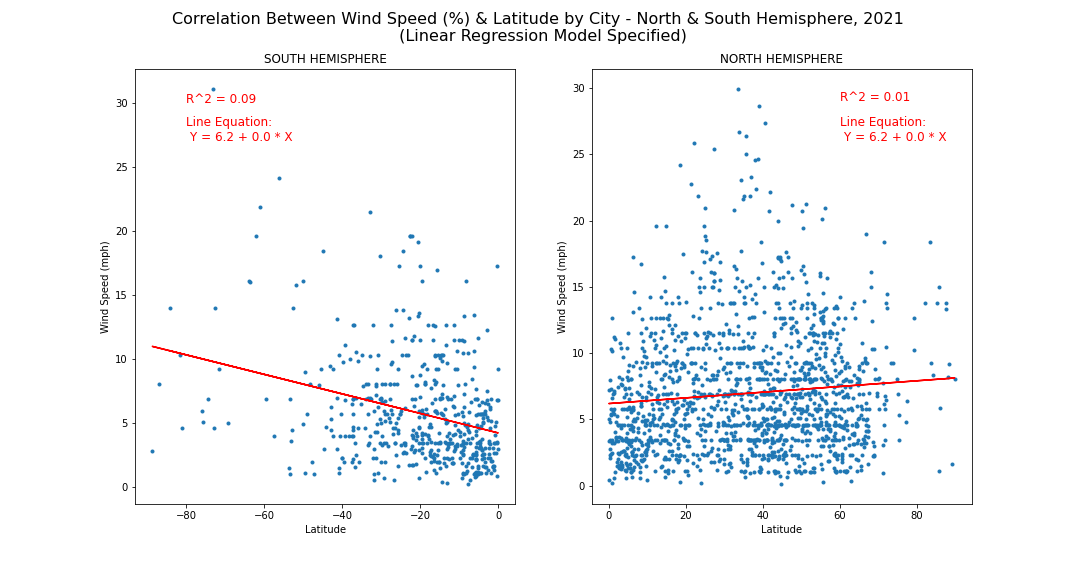 Correlation Between Wind Speed (%) & Latitude by City - North & South Hemisphere, 2021
(Linear Regression Model Specified)
SOUTH HEMISPHERE
R^2 = 0.09
Line Equation:
Y = 6.2 + 0.0 * X
30
25
20
15
10
5
0
Wind Speed (mph)
−80
−60
−40
−20
0
Latitude
NORTH HEMISPHERE
R^2 = 0.01
Line Equation:
Y = 6.2 + 0.0 * X
30
25
20
15
10
5
0
Wind Speed (mph)
0
20
40
60
80
Latitude